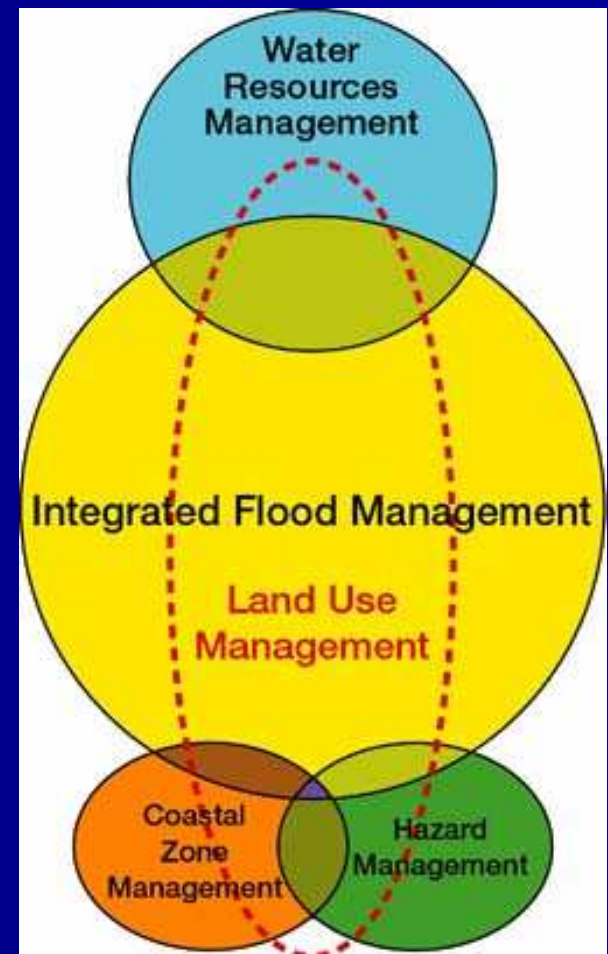 Water
Resources
Management
Integrated Flood Management
Land Use
Management
Coastal
Zone
Management
Hazard
Management